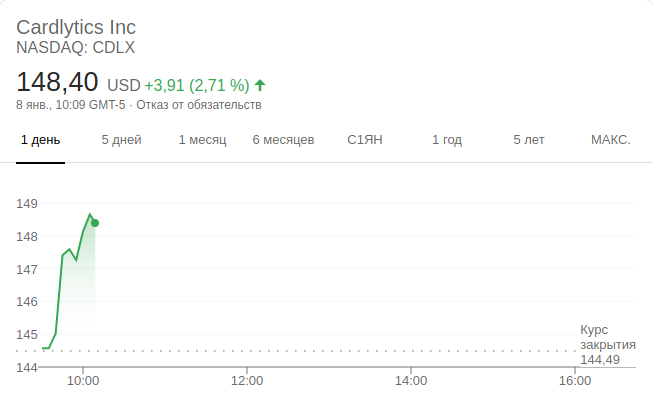 Cardlytics Inc
NASDAQ: CDLX
148,40 USD +3,91 (2,71 %)
8 янв., 10:09 GMT-5 · Отказ от обязательств
1 день 5 дней 1 месяц 6 месяцев С1ЯН 1 год 5 лет МАКС.
149
148
147
146
145
144
Курс
закрытия
144,49
10:00 12:00 14:00 16:00